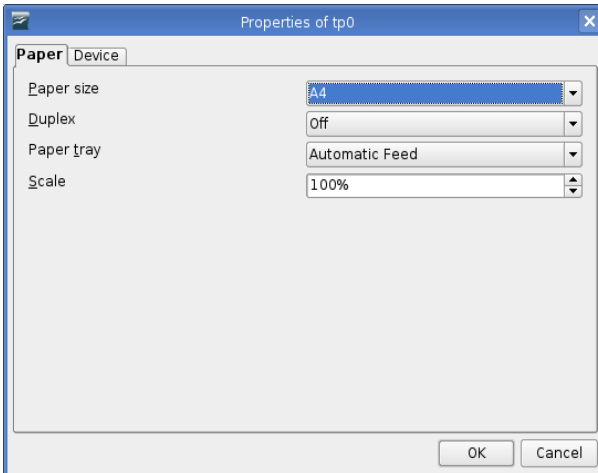 Properties of tp0
Paper Device
Paper size A4
Duplex Off
Paper tray Automatic Feed
Scale 100%
OK Cancel